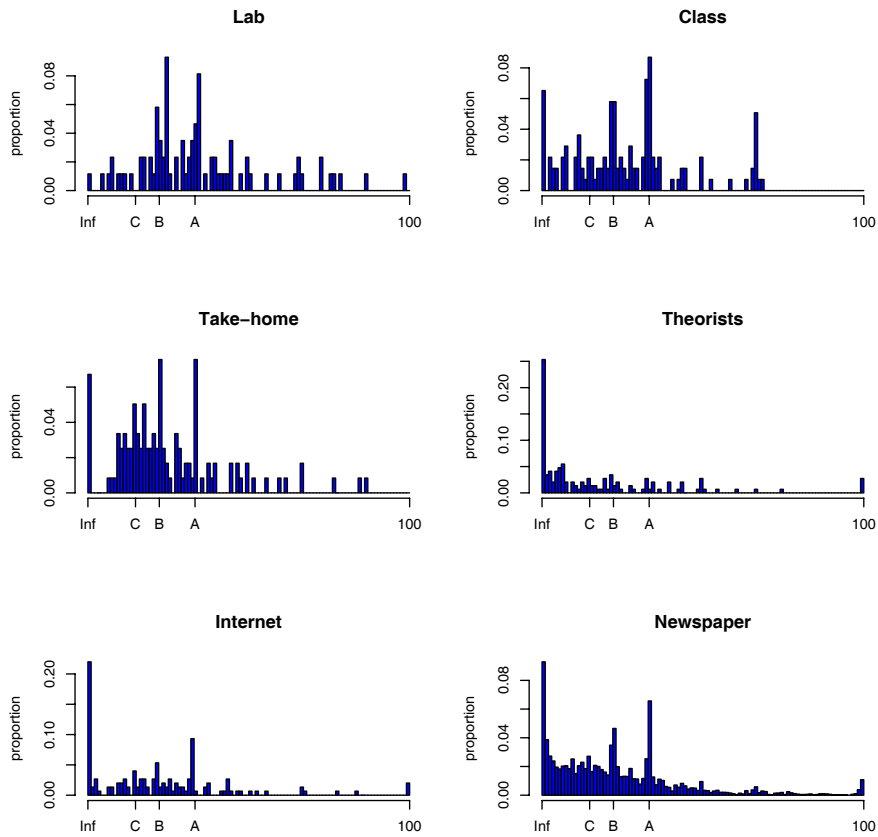 Lab
proportion
0.00 0.04 0.08
Inf C B A 100
Class
proportion
0.00 0.04 0.08
Inf C B A 100
Take−home
proportion
0.00 0.04
Inf C B A 100
Theorists
proportion
0.00 0.10 0.20
Inf C B A 100
Internet
proportion
0.00 0.10 0.20
Inf C B A 100
Newspaper
proportion
0.00 0.04 0.08
Inf C B A 100